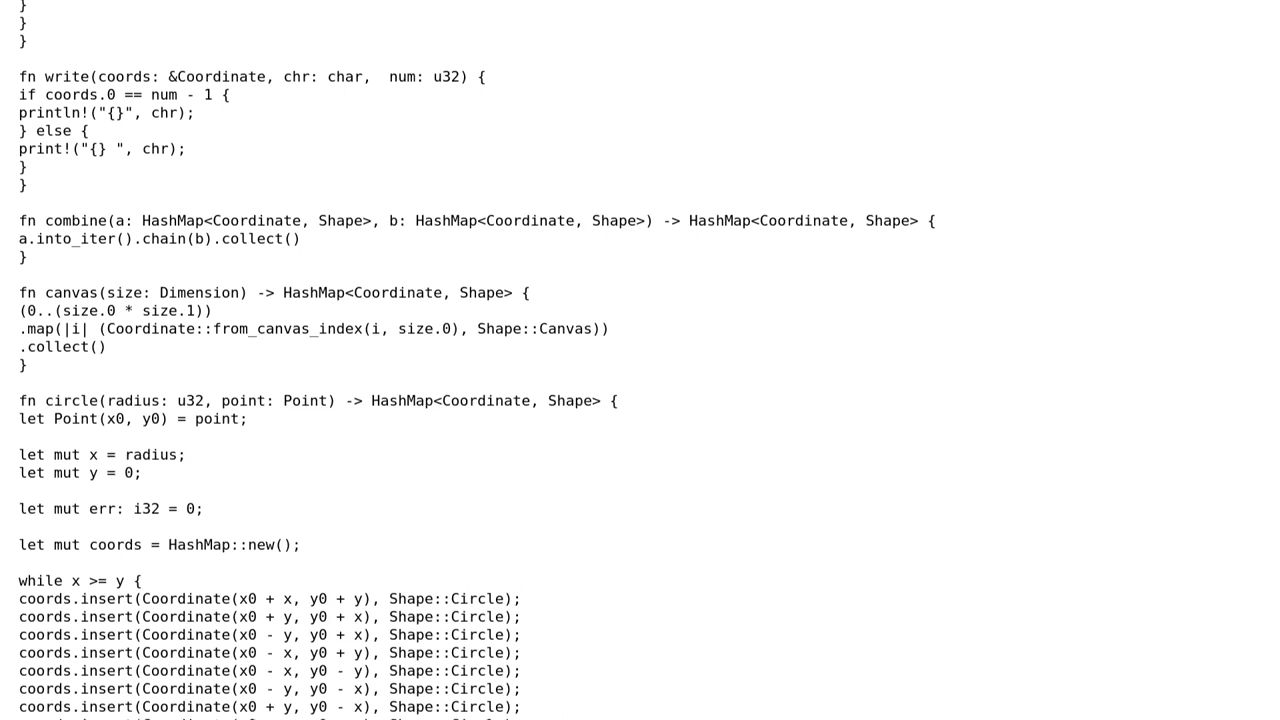 }
}
}
fn write(coords: &Coordinate, chr: char,  num: u32) {
if coords.0 == num - 1 {
println!("{}", chr);
} else {
print!("{} ", chr);
}
}
fn combine(a: HashMap<Coordinate, Shape>, b: HashMap<Coordinate, Shape>) -> HashMap<Coordinate, Shape> {
a.into_iter().chain(b).collect()
}
fn canvas(size: Dimension) -> HashMap<Coordinate, Shape> {
(0..(size.0 * size.1))
.map(|i| (Coordinate::from_canvas_index(i, size.0), Shape::Canvas))
.collect()
}
fn circle(radius: u32, point: Point) -> HashMap<Coordinate, Shape> {
let Point(x0, y0) = point;
let mut x = radius;
let mut y = 0;
let mut err: i32 = 0;
let mut coords = HashMap::new();
while x >= y {
coords.insert(Coordinate(x0 + x, y0 + y), Shape::Circle);
coords.insert(Coordinate(x0 + y, y0 + x), Shape::Circle);
coords.insert(Coordinate(x0 - y, y0 + x), Shape::Circle);
coords.insert(Coordinate(x0 - x, y0 + y), Shape::Circle);
coords.insert(Coordinate(x0 - x, y0 - y), Shape::Circle);
coords.insert(Coordinate(x0 - y, y0 - x), Shape::Circle);
coords.insert(Coordinate(x0 + y, y0 - x), Shape::Circle);